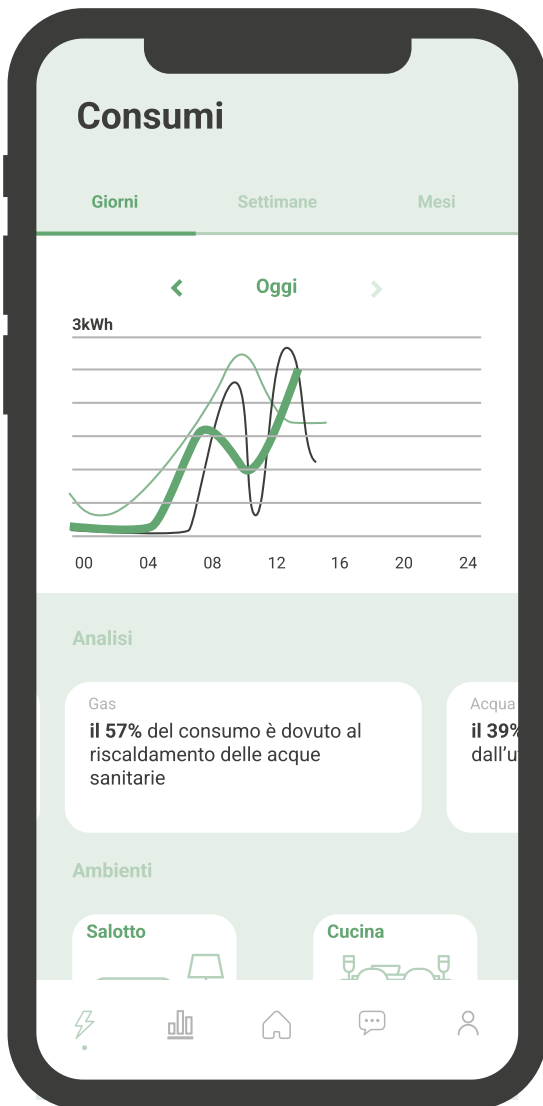 Consumi
Giorni Settimane Mesi
Oggi
3kWh
00 04 08 12 16 20 24
Analisi
Gas
il 57% del consumo è dovuto al
riscaldamento delle acque
sanitarie
Acqua
il 39%
dall'u
Ambienti
Salotto Cucina